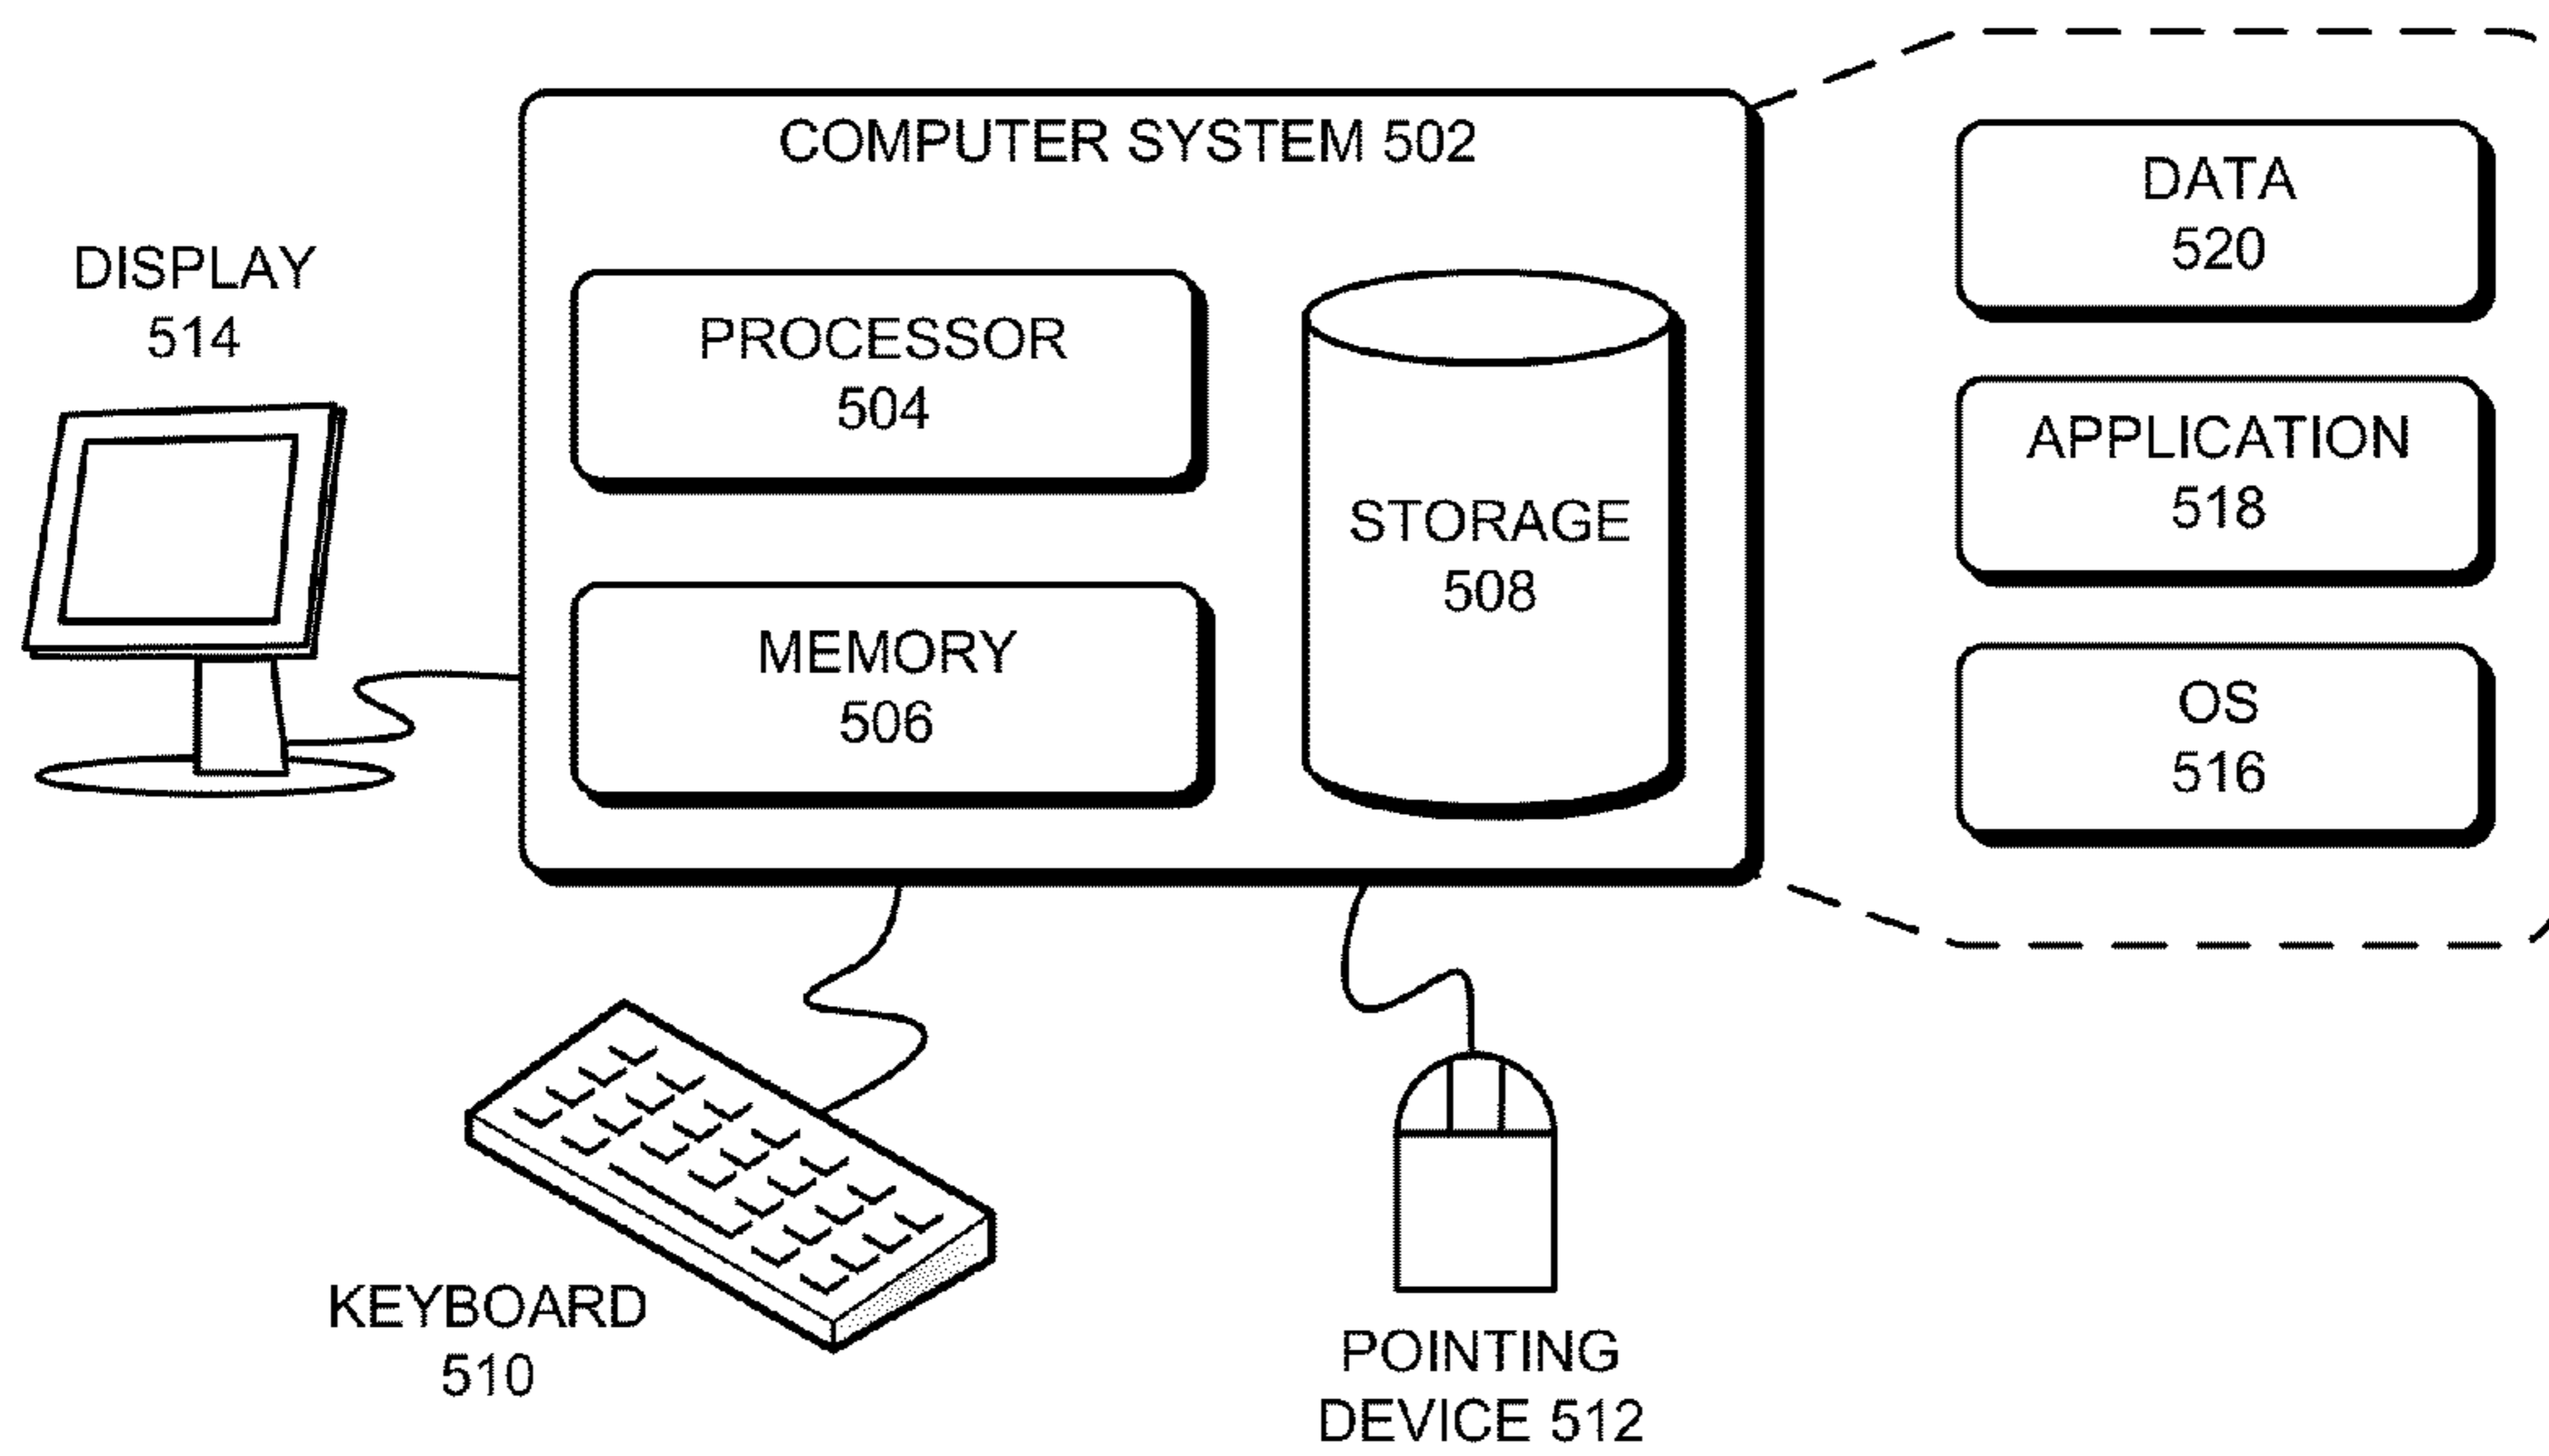 COMPUTER SYSTEM 502
DISPLAY
514
PROCESSOR
504
MEMORY
506
STORAGE
508
DATA
520
APPLICATION
518
OS
516
KEYBOARD
510
POINTING
DEVICE 512